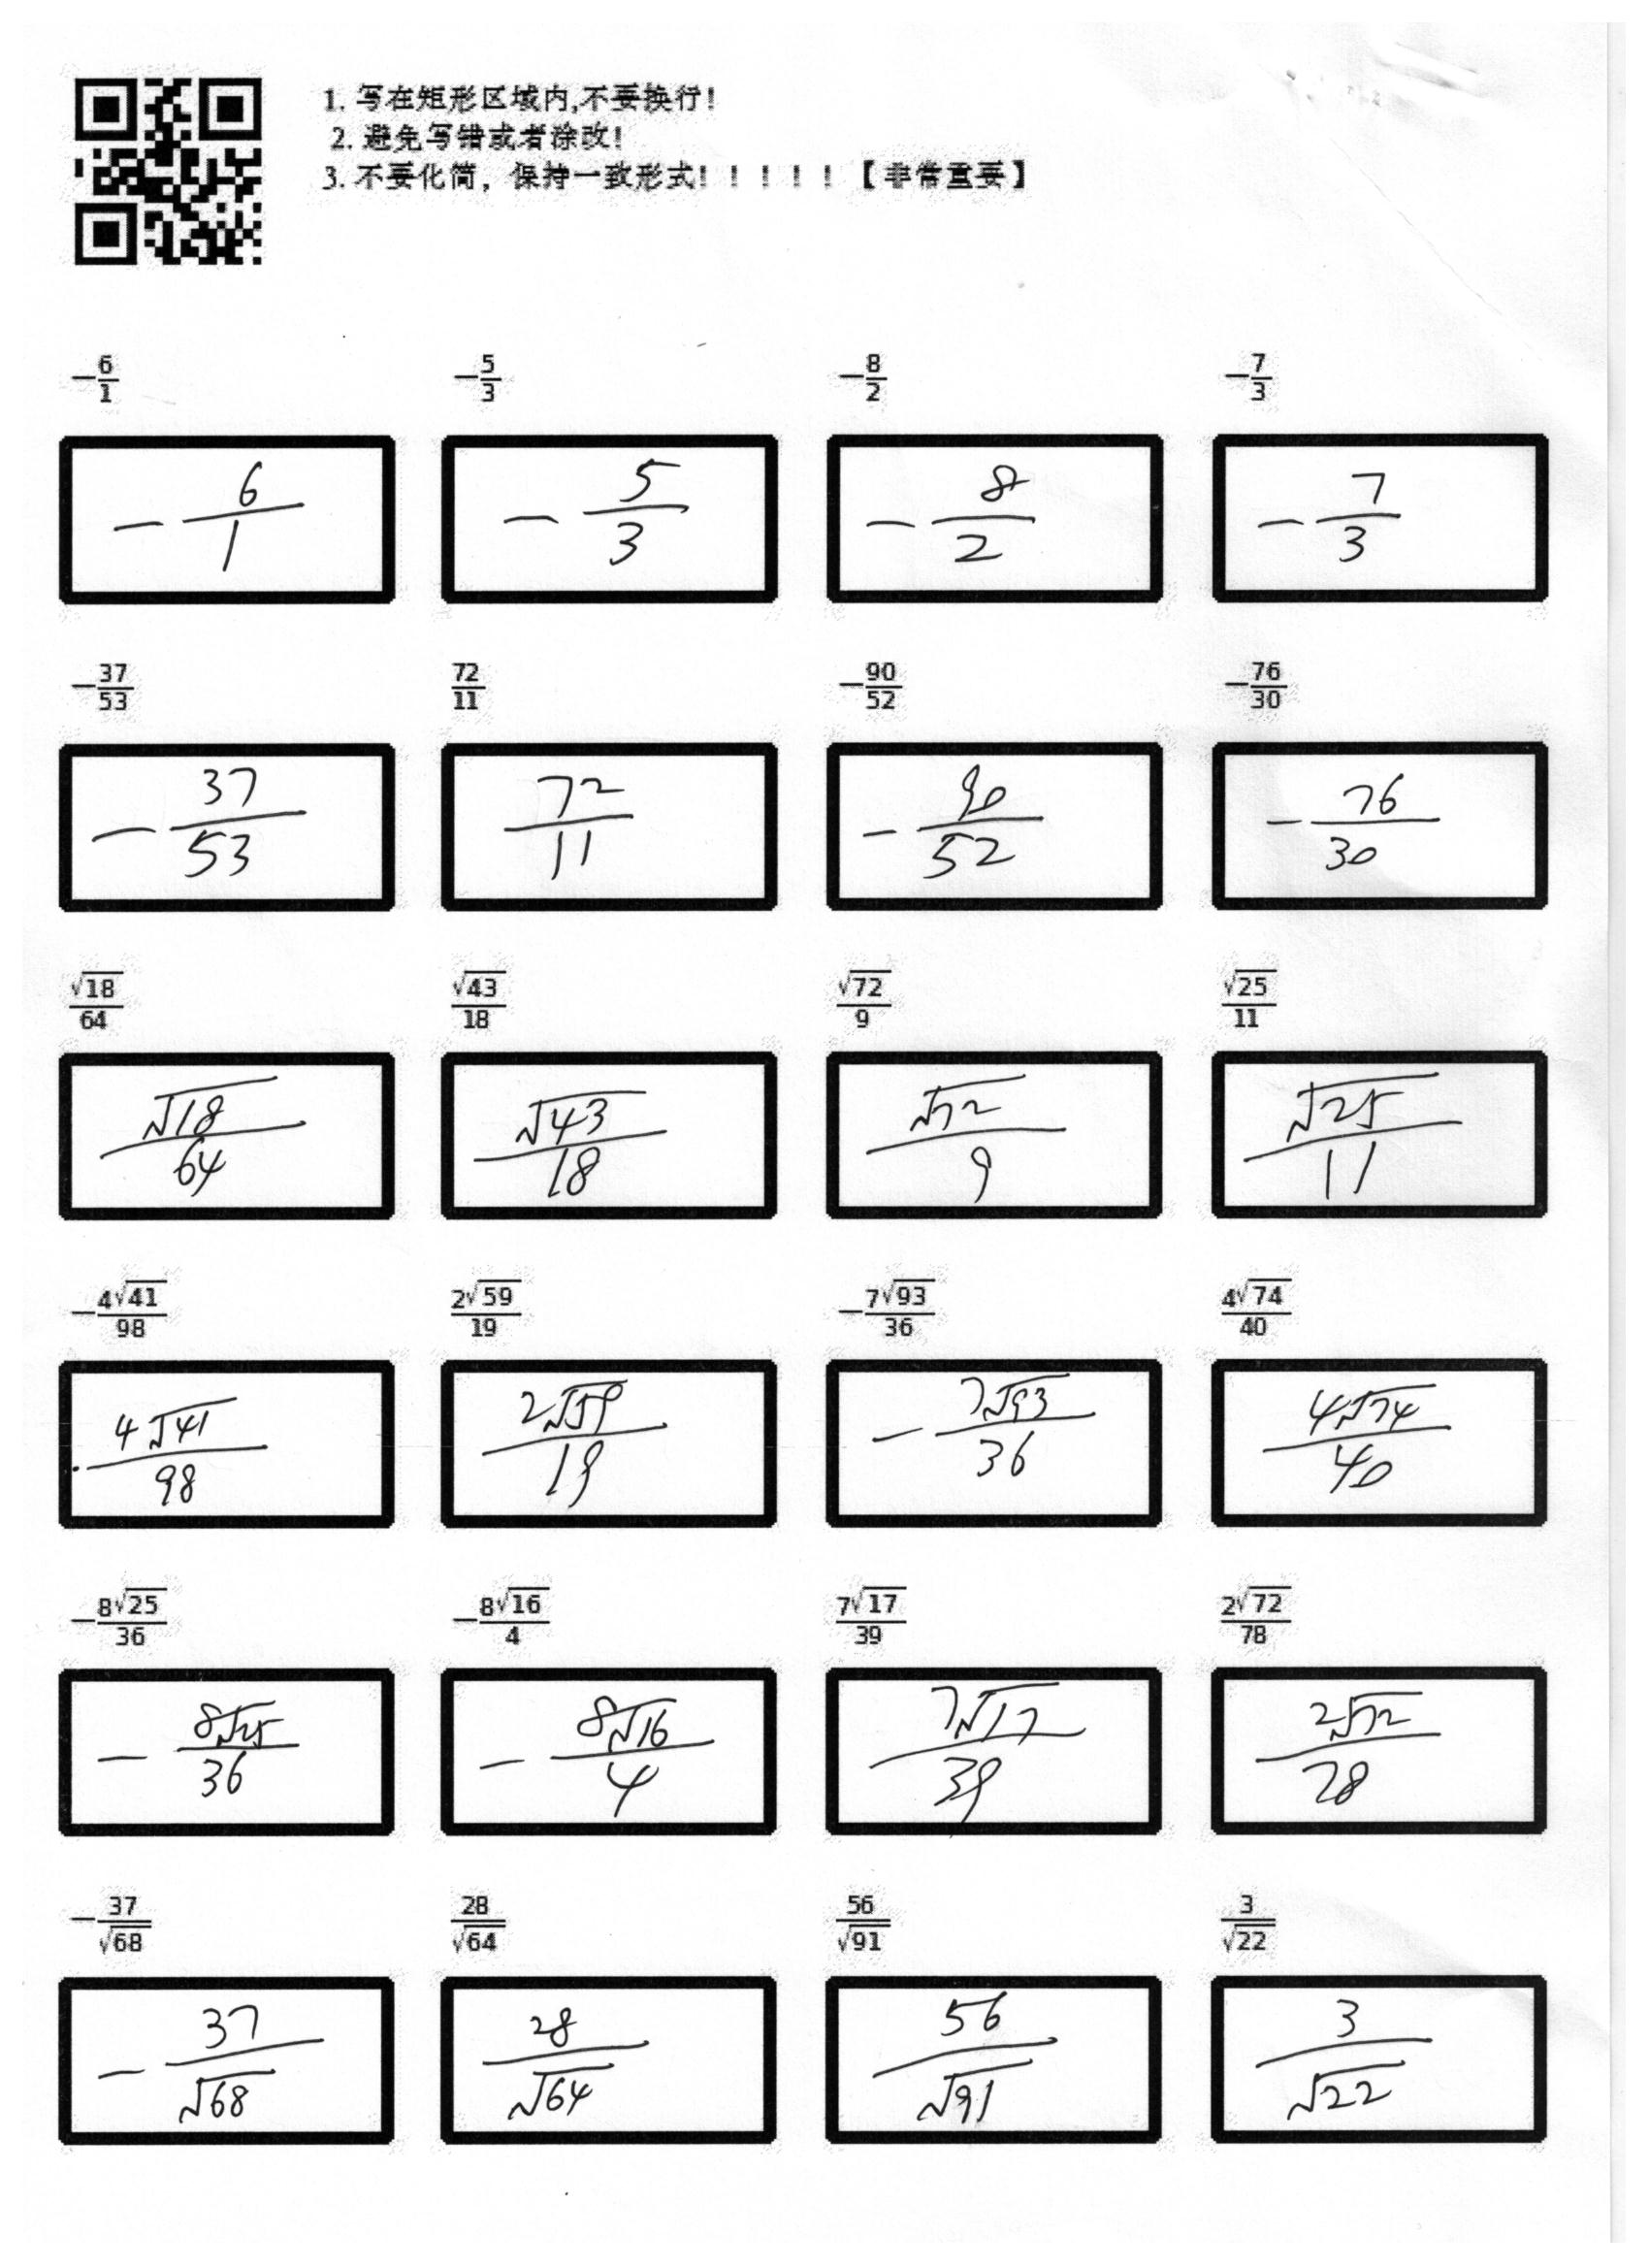 1. 写在矩形区域内,不要换行!
2. 避免写错或者涂改!
3. 不要化简，保持一致形式! ! ! ! ! 【非常重要】
-6/1 -5/3 -8/2 -7/3
-6/1 -5/3 -8/2 -7/3
-37/53 72/11 -90/52 -76/30
-37/53 72/11 -90/52 -76/30
√18/64 √43/18 √72/9 √25/11
√18/64 √43/18 √72/9 √25/11
-4√41/98 2√59/19 -7√93/36 4√74/40
4√41/98 2√59/19 -7√93/36 4√74/40
-8√25/36 -8√16/4 7√17/39 2√72/78
-8√25/36 -8√16/4 7√17/39 2√72/78
-37/√68 28/√64 56/√91 3/√22
-37/√68 28/√64 56/√91 3/√22